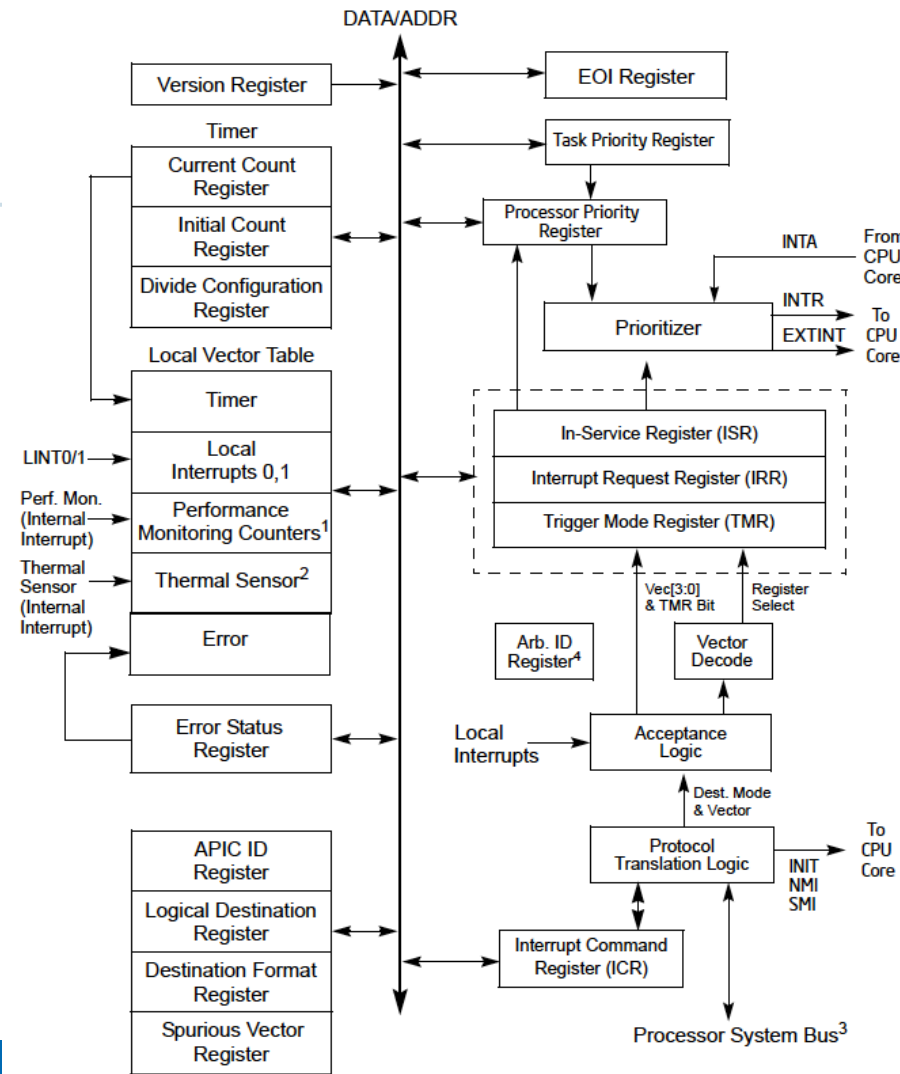 DATA/ADDR
Version Register
EOI Register
Timer
Task Priority Register
Current Count
Register
Initial Count
Register
Divide Configuration
Register
Processor Priority
Register
INTA
From
CPU
Core
Prioritizer
INTR
EXTINT
To
CPU
Core
Local Vector Table
Timer
LINT0/1
Local
Interrupts 0,1
Perf. Mon.
(Internal
Interrupt)
Performance
Monitoring Counters1
Thermal
Sensor
(Internal
Interrupt)
Thermal Sensor2
Error
In-Service Register (ISR)
Interrupt Request Register (IRR)
Trigger Mode Register (TMR)
Vec[3:0]
& TMR Bit
Register
Select
Arb. ID
Register4
Vector
Decode
Error Status
Register
Local
Interrupts
Acceptance
Logic
Dest. Mode
& Vector
Protocol
Translation Logic
INIT
NMI
SMI
To
CPU
Core
APIC ID
Register
Logical Destination
Register
Destination Format
Register
Spurious Vector
Register
Interrupt Command
Register (ICR)
Processor System Bus3